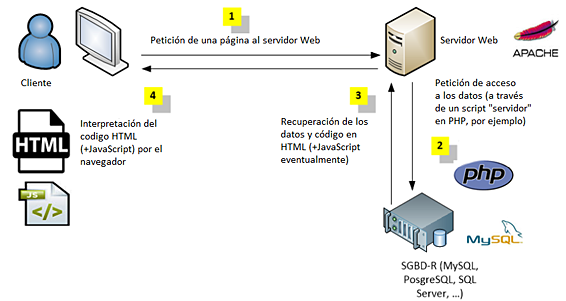 1
Petición de una página al servidor Web
Servidor Web
APACHE
Cliente
4
3
Petición de acceso
a los datos (a través
de un script "servidor"
en PHP, por ejemplo)
Interpretación del
codigo HTML
(+JavaScript) por el
navegador
HTML
Recuperación de los
datos y código en
HTML (+JavaScript
eventualmente)
2
php
JS
</>
MySQL
SGBD-R (MySQL,
PosgreSQL, SQL
Server, ...)